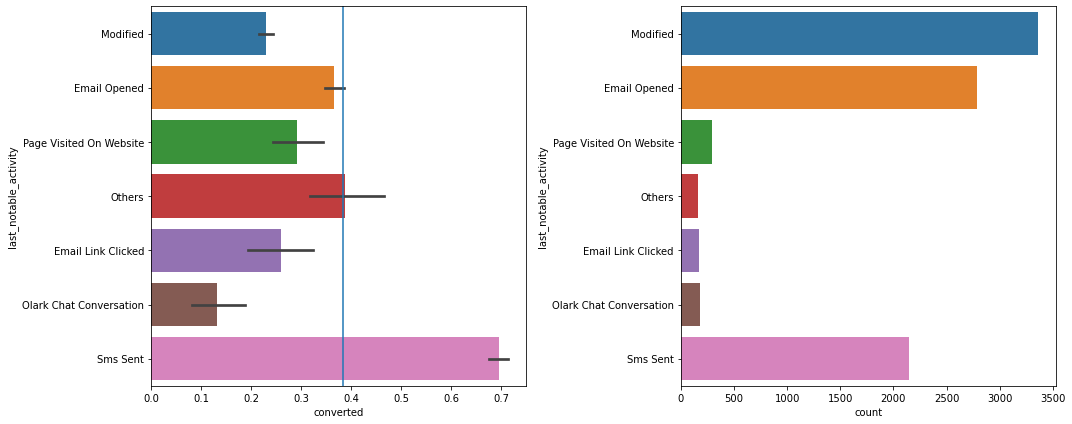 Modified
Email Opened
Page Visited On Website
Others
Email Link Clicked
Olark Chat Conversation
Sms Sent
last_notable_activity
0.0 0.1 0.2 0.3 0.4 0.5 0.6 0.7
converted
Modified
Email Opened
Page Visited On Website
Others
Email Link Clicked
Olark Chat Conversation
Sms Sent
last_notable_activity
0 500 1000 1500 2000 2500 3000 3500
count